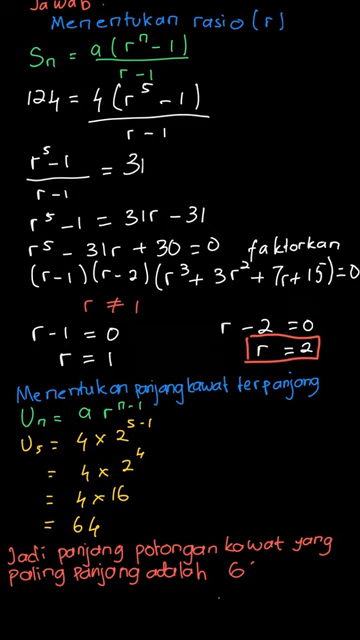 Jawab
Menentukan rasio (r)
Sn = a(r^n - 1) / r - 1
124 = 4(r^5 - 1) / r - 1
r^5 - 1 / r - 1 = 31
r^5 - 1 = 31r - 31
r^5 - 31r + 30 = 0 faktorkan
(r-1)(r-2)(r^3 + 3r^2 + 7r + 15) = 0
r ≠ 1
r - 1 = 0 r - 2 = 0
r = 1 r = 2
Menentukan panjang kawat terpanjang
Un = a r^n-1
U5 = 4 × 2^5-1
= 4 × 2^4
= 4 × 16
= 64
Jadi panjang potongan kawat yang
paling panjang adalah 6